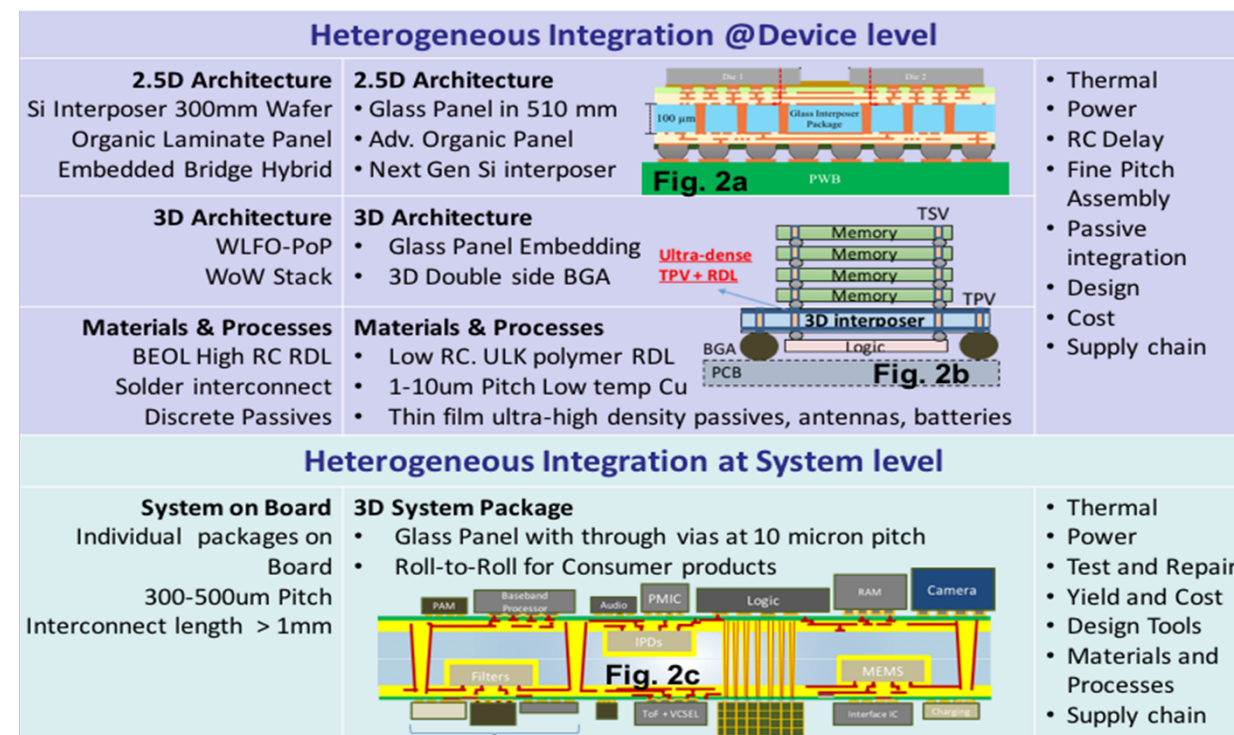 Heterogeneous Integration @Device level
2.5D Architecture
Si Interposer 300mm Wafer
Organic Laminate Panel
Embedded Bridge Hybrid
2.5D Architecture
• Glass Panel in 510 mm
• Adv. Organic Panel
• Next Gen Si interposer
Die 1
Die 2
100 µm
Glass Interposer
Package
Fig. 2a
PWB
3D Architecture
WLFO-PoP
WoW Stack
3D Architecture
• Glass Panel Embedding
• 3D Double side BGA
Ultra-dense
TPV + RDL
TSV
Memory
Memory
Memory
Memory
TPV
3D interposer
Logic
BGA
PCB
Fig. 2b
Materials & Processes
BEOL High RC RDL
Solder interconnect
Discrete Passives
Materials & Processes
• Low RC. ULK polymer RDL
• 1-10um Pitch Low temp Cu
• Thin film ultra-high density passives, antennas, batteries
• Thermal
• Power
• RC Delay
• Fine Pitch
Assembly
• Passive
integration
• Design
• Cost
• Supply chain
Heterogeneous Integration at System level
System on Board
Individual packages on
Board
300-500um Pitch
Interconnect length > 1mm
3D System Package
• Glass Panel with through vias at 10 micron pitch
• Roll-to-Roll for Consumer products
PAM
Baseband
Processor
Audio
PMIC
Logic
RAM
Camera
IPDs
Filters
Fig. 2c
MEMS
ToF + VCSEL
Interface IC
Charging
• Thermal
• Power
• Test and Repair
• Yield and Cost
• Design Tools
• Materials and
Processes
• Supply chain